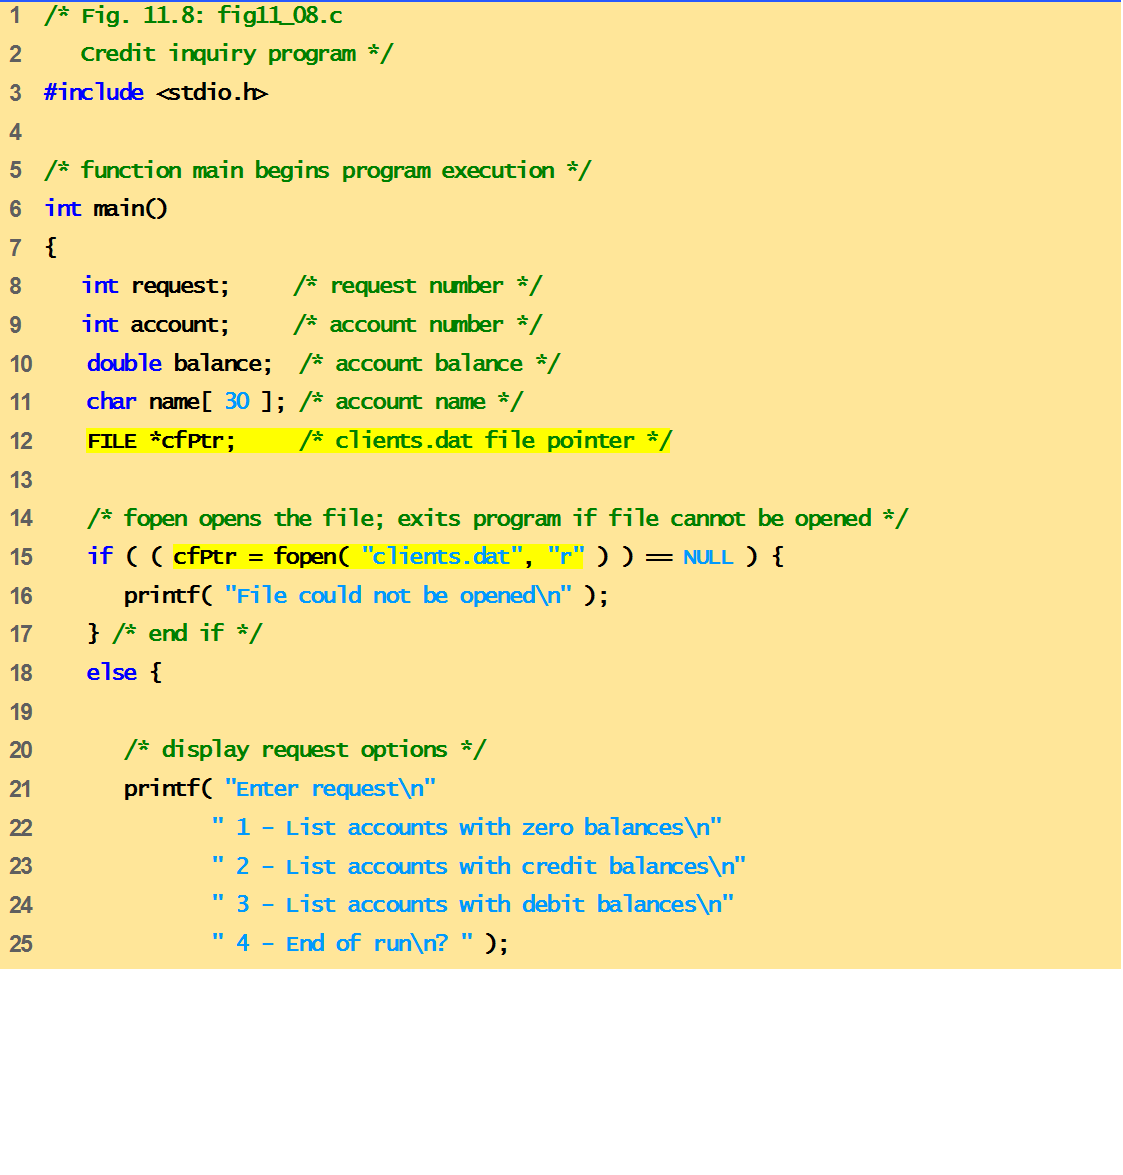 1 /* Fig. 11.8: fig11_08.c
2    Credit inquiry program */
3 #include <stdio.h>
4
5 /* function main begins program execution */
6 int main()
7 {
8    int request;     /* request number */
9    int account;     /* account number */
10    double balance;  /* account balance */
11    char name[ 30 ]; /* account name */
12    FILE *cfPtr;     /* clients.dat file pointer */
13
14    /* fopen opens the file; exits program if file cannot be opened */
15    if ( ( cfPtr = fopen( "clients.dat", "r" ) ) == NULL ) {
16       printf( "File could not be opened\n" );
17    } /* end if */
18    else {
19
20       /* display request options */
21       printf( "Enter request\n"
22              " 1 - List accounts with zero balances\n"
23              " 2 - List accounts with credit balances\n"
24              " 3 - List accounts with debit balances\n"
25              " 4 - End of run\n? " );